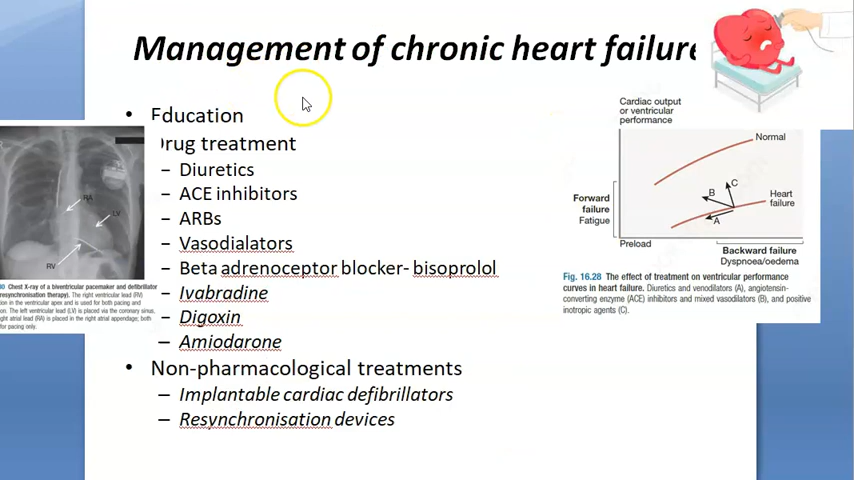 Management of chronic heart failure
• Education
Drug treatment
– Diuretics
– ACE inhibitors
– ARBs
– Vasodialators
– Beta adrenoceptor blocker- bisoprolol
– Ivabradine
– Digoxin
– Amiodarone
• Non-pharmacological treatments
– Implantable cardiac defibrillators
– Resynchronisation devices
RA
LV
RV
Chest X-ray of a biventricular pacemaker and defibrillator
resynchronisation therapy). The right ventricular lead (RV)
ion in the ventricular apex and is used for both pacing and
on. The left ventricular lead (LV) is placed via the coronary sinus.
ght atrial lead (RA) is placed in the right atrial appendage; both
for pacing only.
Cardiac output
or ventricular
performance
Normal
C
B
Heart
failure
A
Forward
failure
Fatigue
Preload
Backward failure
Dyspnoea/oedema
Fig. 16.28 The effect of treatment on ventricular performance
curves in heart failure. Diuretics and venodilators (A), angiotensin-
converting enzyme (ACE) inhibitors and mixed vasodilators (B), and positive
inotropic agents (C).